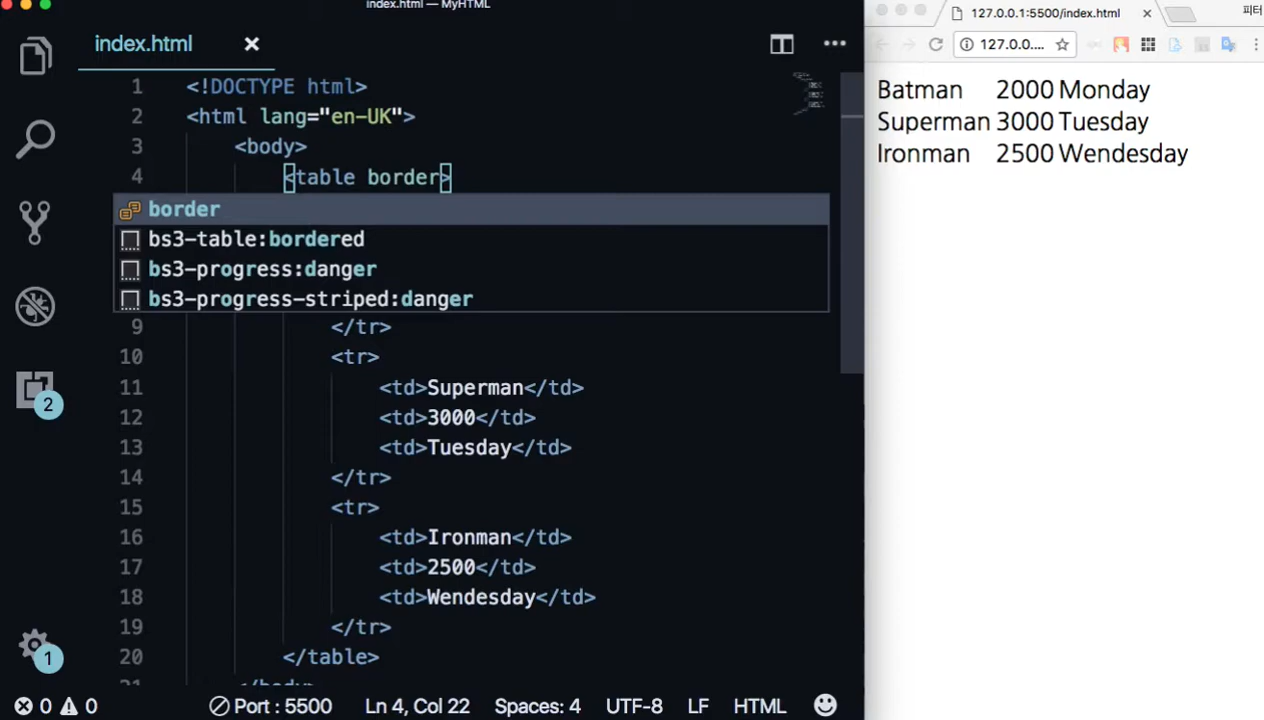 index.html — MyHTML
index.html
1 <!DOCTYPE html>
2 <html lang="en-UK">
3 <body>
4 <table border>
border
bs3-table:bordered
bs3-progress:danger
bs3-progress-striped:danger
9 </tr>
10 <tr>
11 <td>Superman</td>
12 <td>3000</td>
13 <td>Tuesday</td>
14 </tr>
15 <tr>
16 <td>Ironman</td>
17 <td>2500</td>
18 <td>Wendesday</td>
19 </tr>
20 </table>
21 </body>
2
1
0 0 Port : 5500 Ln 4, Col 22 Spaces: 4 UTF-8 LF HTML
127.0.0.1:5500/index.html
피터
127.0.0....
Batman 2000 Monday
Superman 3000 Tuesday
Ironman 2500 Wendesday